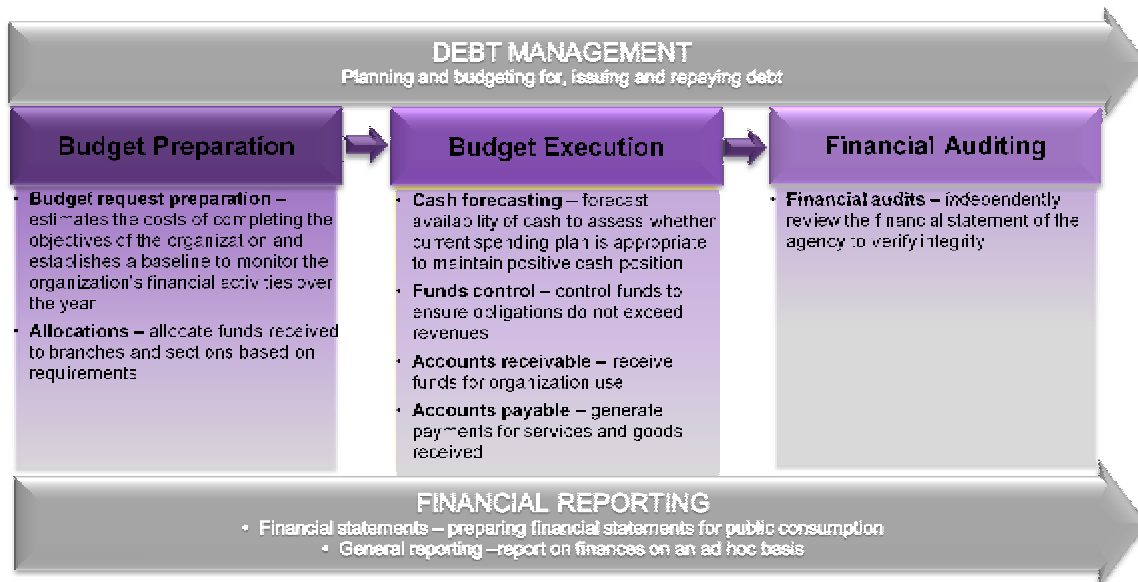 DEBT MANAGEMENT
Planning and budgeting for, issuing and repaying debt
Budget Preparation
• Budget request preparation –
estimates the costs of completing the
objectives of the organization and
establishes a baseline to monitor the
organization's financial activities over
the year
• Allocations – allocate funds received
to branches and sections based on
requirements
Budget Execution
• Cash forecasting – forecast
availability of cash to assess whether
current spending plan is appropriate
to maintain positive cash position
• Funds control – control funds to
ensure obligations do not exceed
revenues
• Accounts receivable – receive
funds for organization use
• Accounts payable – generate
payments for services and goods
received
Financial Auditing
• Financial audits – independently
review the financial statement of the
agency to verify integrity
FINANCIAL REPORTING
• Financial statements – preparing financial statements for public consumption
• General reporting –report on finances on an ad hoc basis